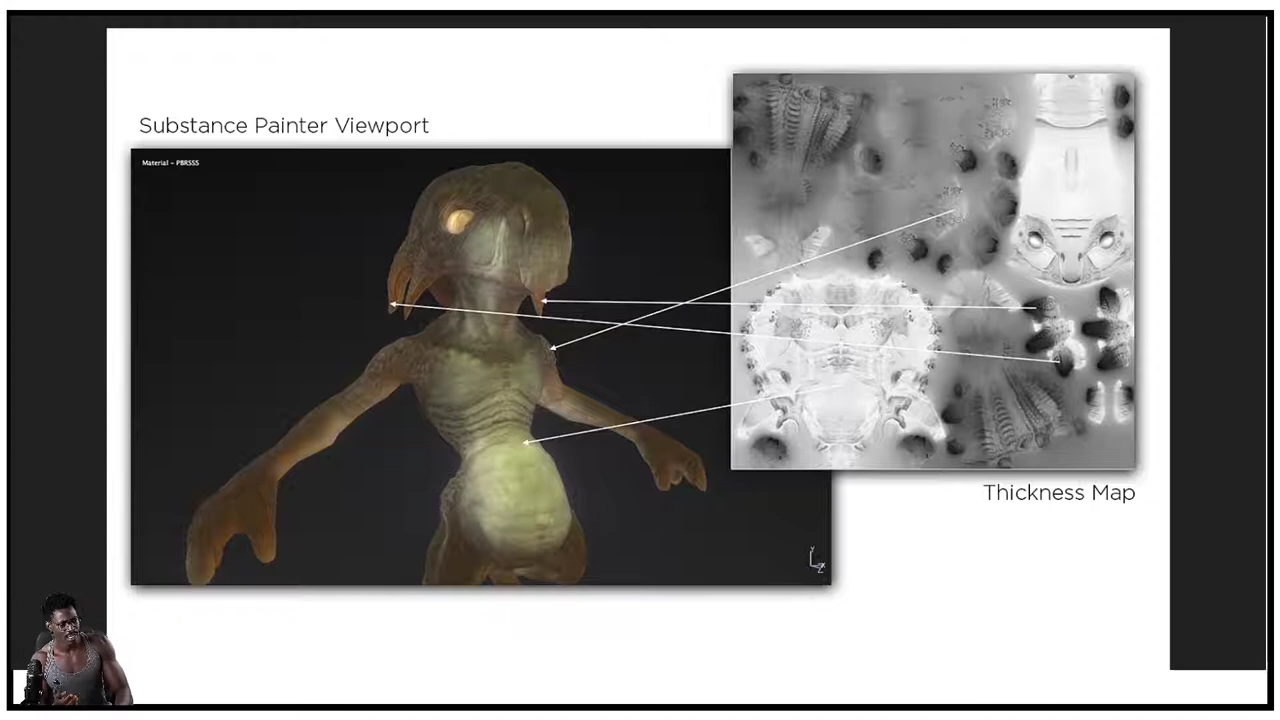 Substance Painter Viewport
Material - PBRSSS
Thickness Map
Y
Z